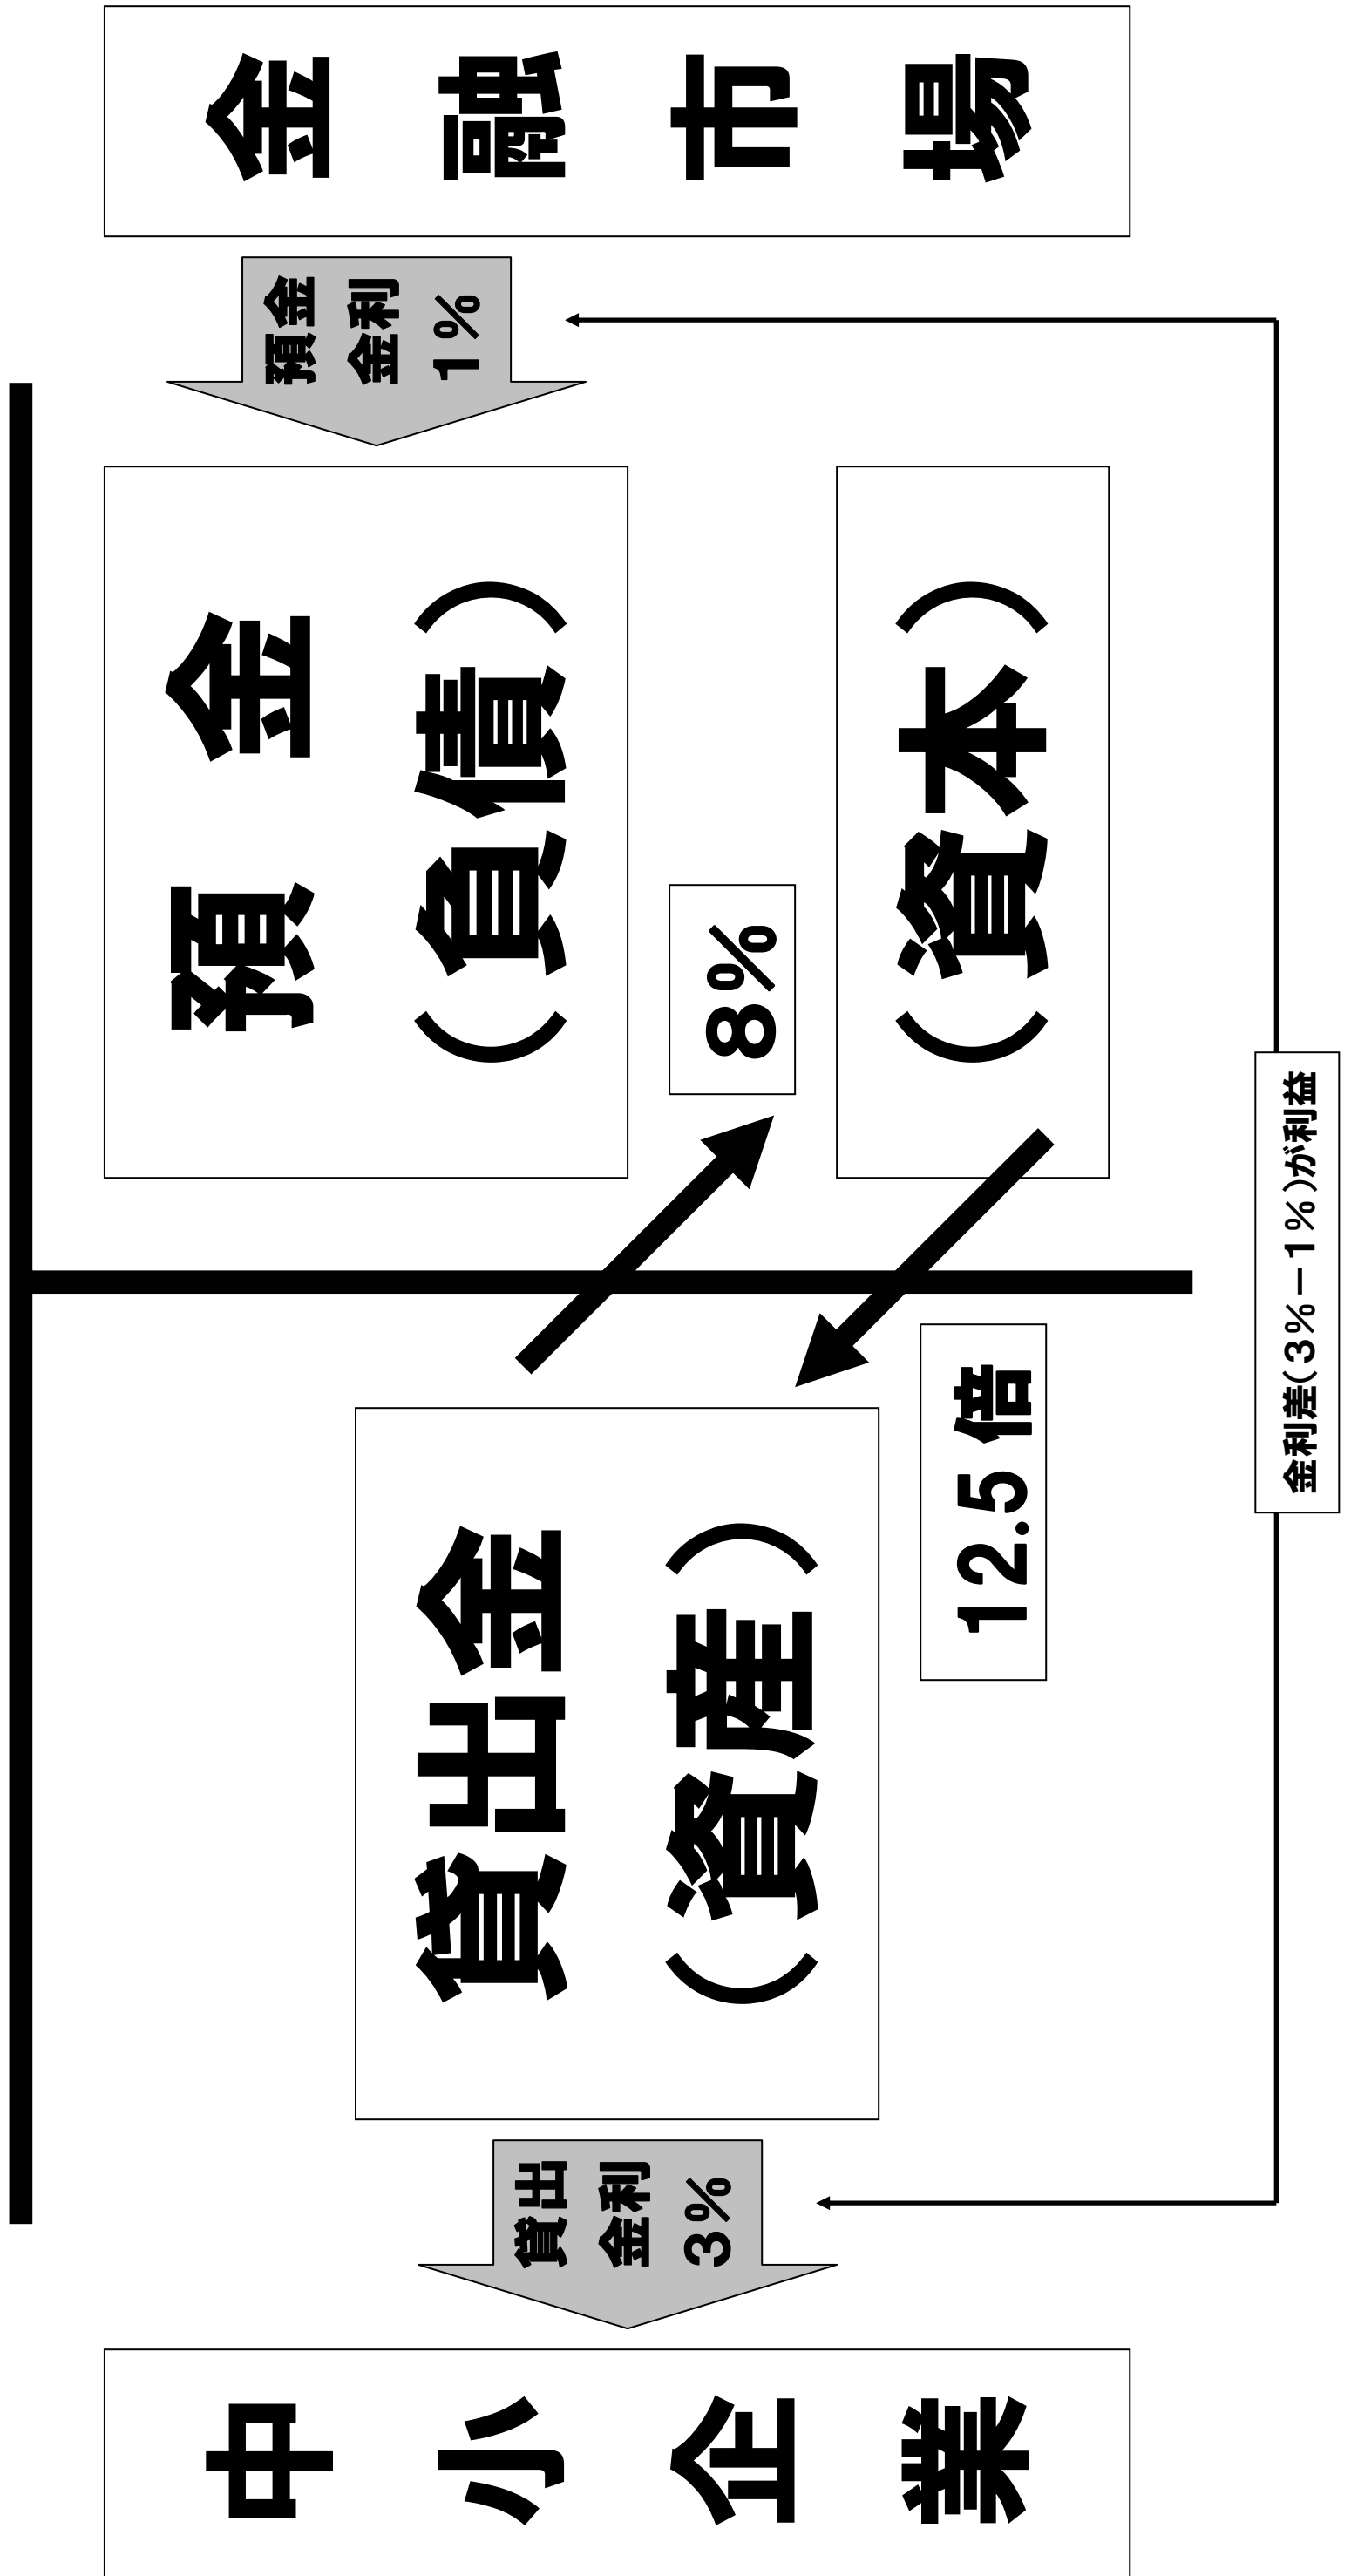 中小企業
貸出
金利
3%
貸出金
（資産）
12.5倍
8%
預 金
（負債）
（資本）
預金
金利
1%
金融市場
金利差（３％－１％）が利益